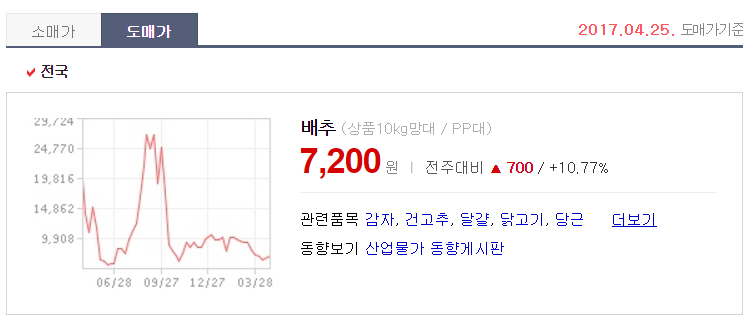 소매가 도매가 2017.04.25. 도매가기준
전국
29,724
24,770
19,816
14,862
9,908
06/28 09/27 12/27 03/28
배추 (상품10kg망대 / PP대)
7,200 원 | 전주대비 ▲ 700 / +10.77%
관련품목 감자, 건고추, 달걀, 닭고기, 당근 더보기
동향보기 산업물가 동향게시판